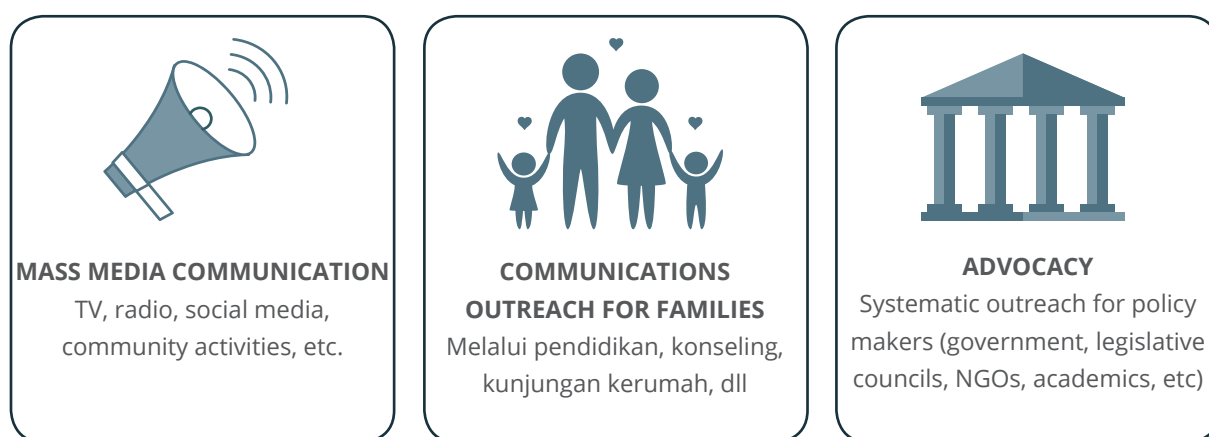 MASS MEDIA COMMUNICATION
TV, radio, social media,
community activities, etc.
COMMUNICATIONS
OUTREACH FOR FAMILIES
Melalui pendidikan, konseling,
kunjungan kerumah, dll
ADVOCACY
Systematic outreach for policy
makers (government, legislative
councils, NGOs, academics, etc)